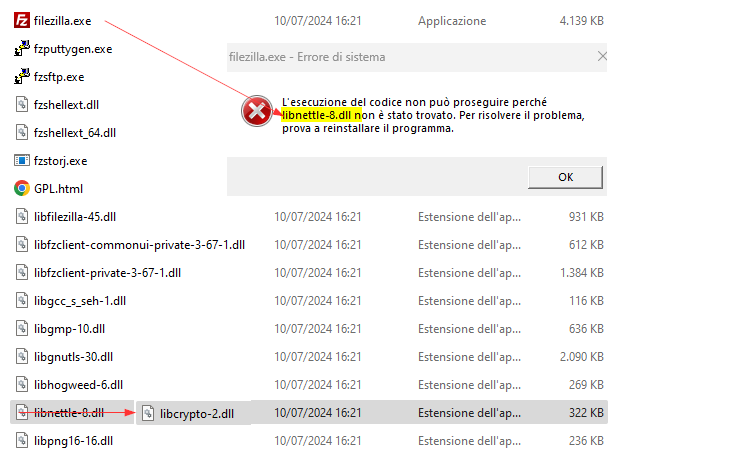 filezilla.exe 10/07/2024 16:21 Applicazione 4.139 KB
fzputtygen.exe
filezilla.exe - Errore di sistema
fzsftp.exe
fzshellext.dll
L'esecuzione del codice non può proseguire perché
libnettle-8.dll non è stato trovato. Per risolvere il problema,
prova a reinstallare il programma.
fzshellext_64.dll
fzstorj.exe
OK
GPL.html
libfilezilla-45.dll 10/07/2024 16:21 Estensione dell'ap... 931 KB
libfzclient-commonui-private-3-67-1.dll 10/07/2024 16:21 Estensione dell'ap... 612 KB
libfzclient-private-3-67-1.dll 10/07/2024 16:21 Estensione dell'ap... 1.384 KB
libgcc_s_seh-1.dll 10/07/2024 16:21 Estensione dell'ap... 116 KB
libgmp-10.dll 10/07/2024 16:21 Estensione dell'ap... 636 KB
libgnutls-30.dll 10/07/2024 16:21 Estensione dell'ap... 2.090 KB
libhogweed-6.dll 10/07/2024 16:21 Estensione dell'ap... 269 KB
libnettle-8.dll libcrypto-2.dll 10/07/2024 16:21 Estensione dell'ap... 322 KB
libpng16-16.dll 10/07/2024 16:21 Estensione dell'ap... 236 KB